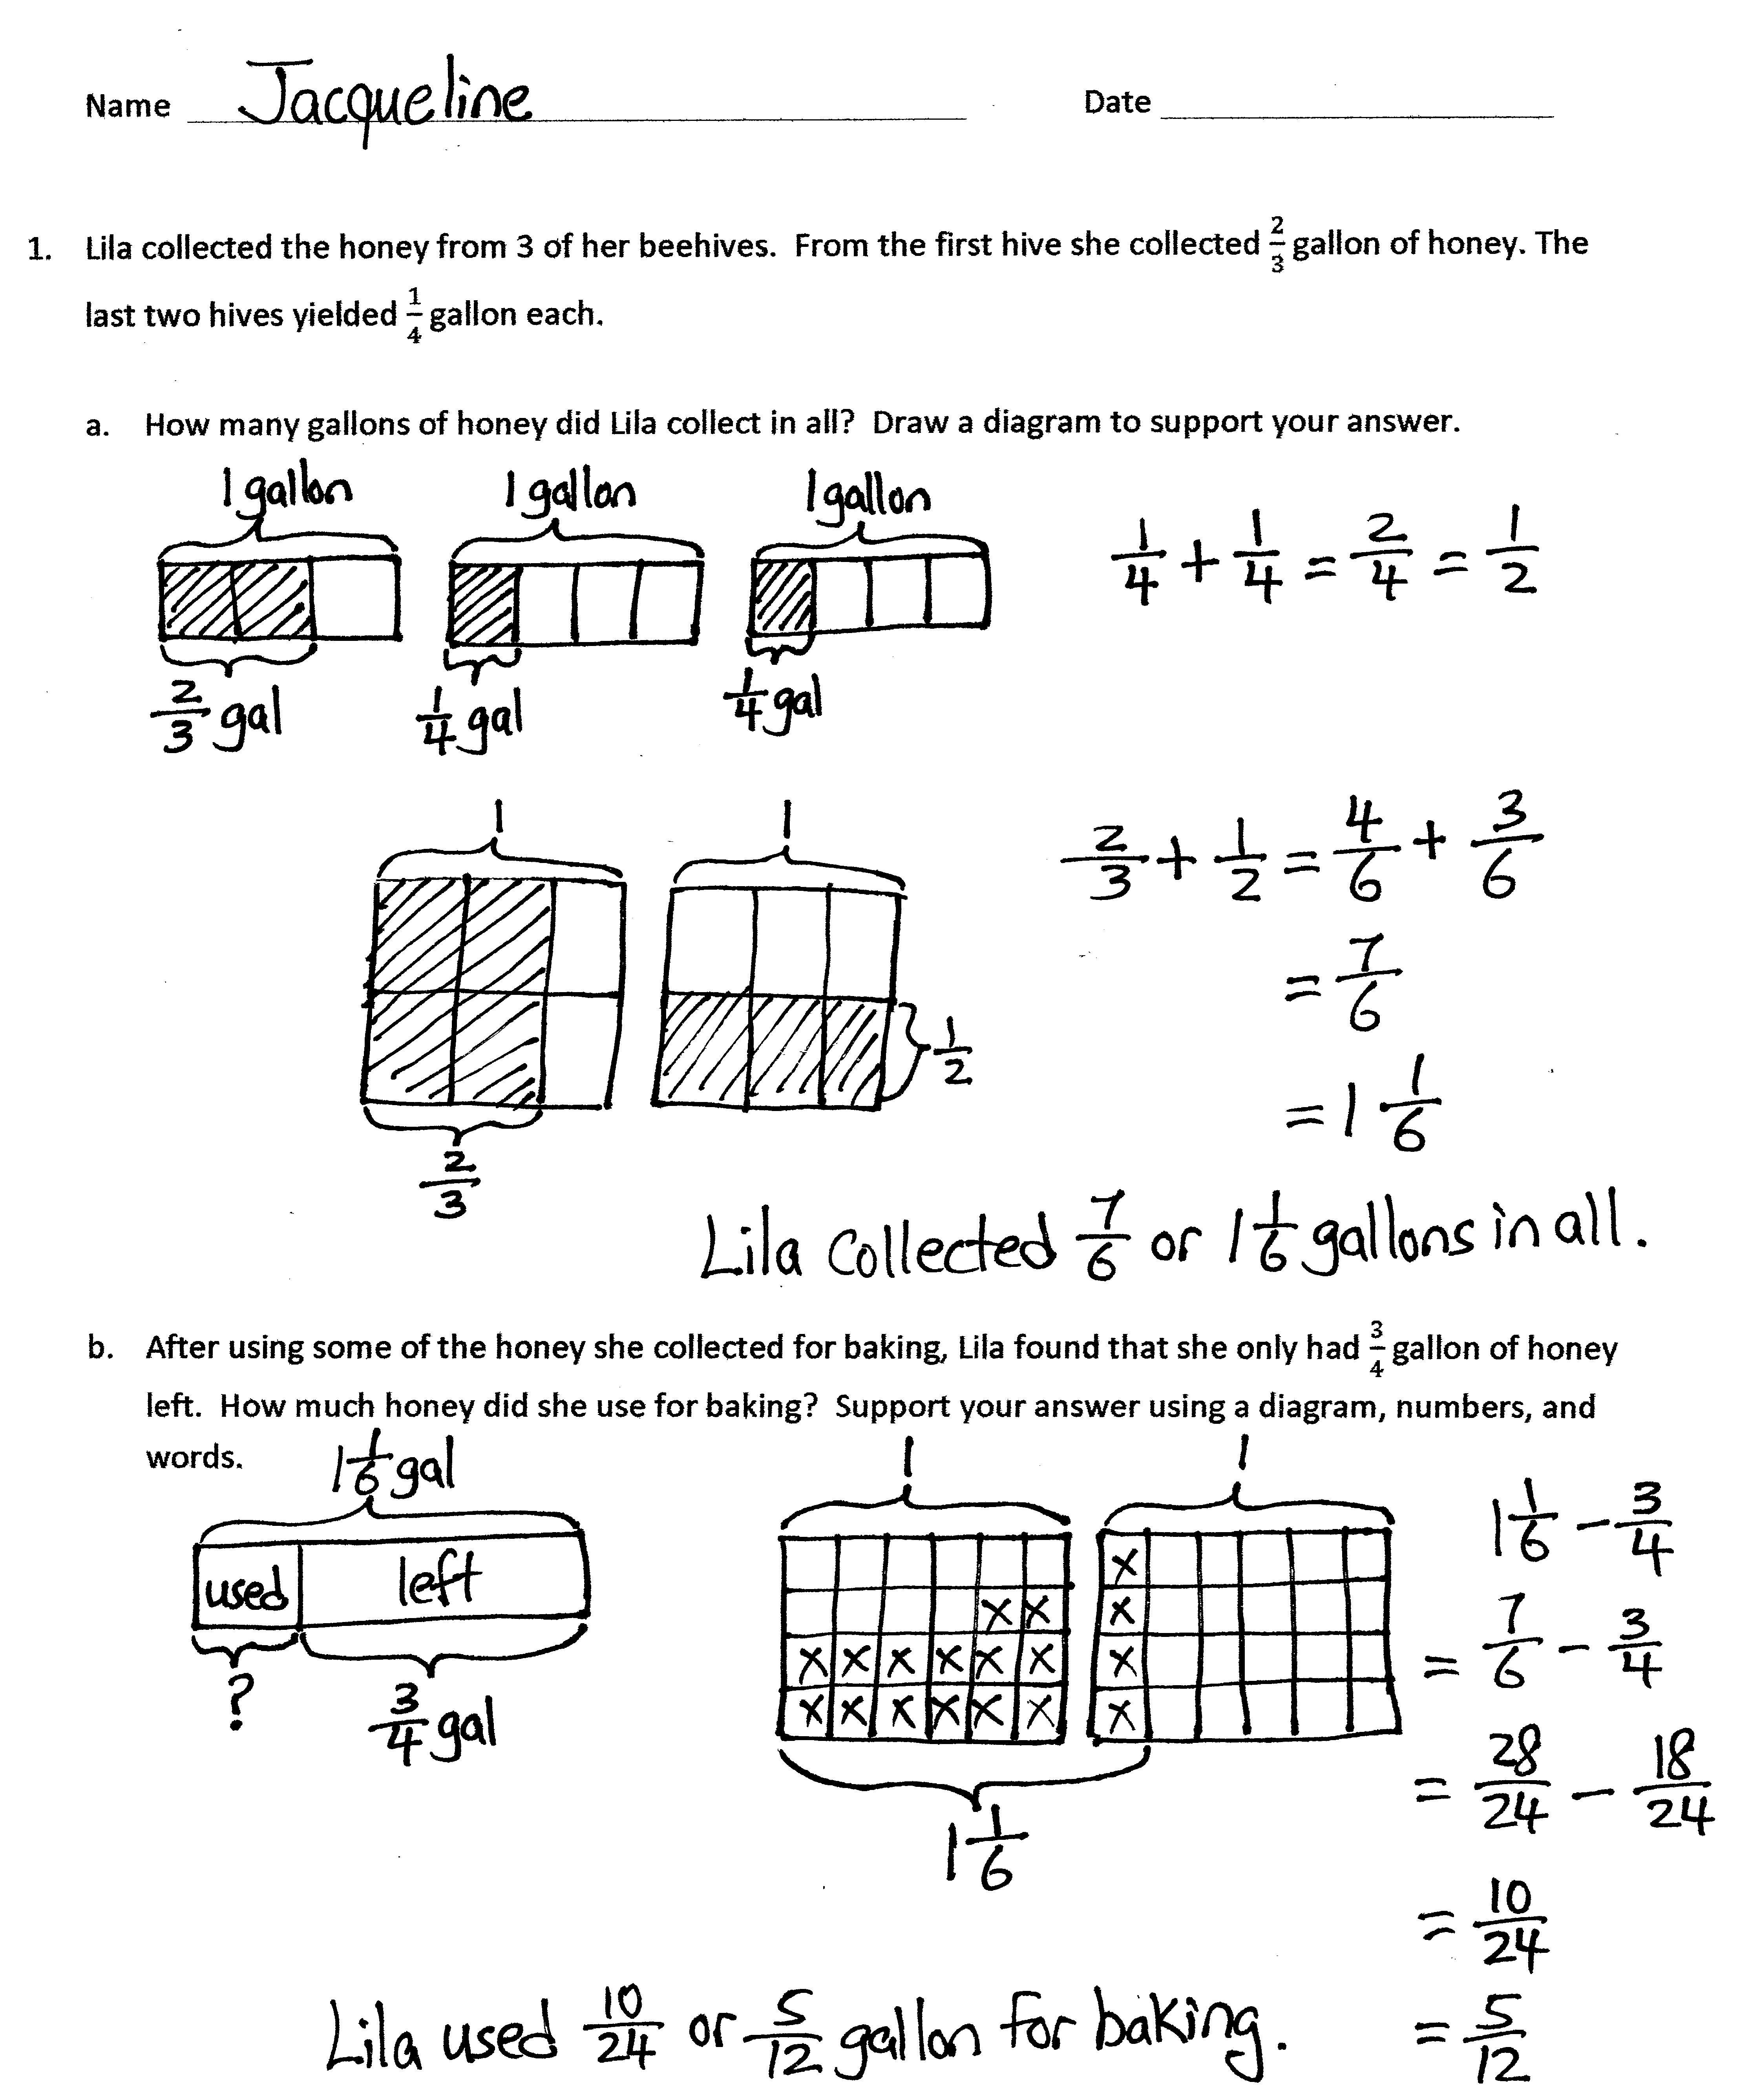 Name Jacqueline Date
1. Lila collected the honey from 3 of her beehives. From the first hive she collected 2/3 gallon of honey. The
last two hives yielded 1/4 gallon each.
a. How many gallons of honey did Lila collect in all? Draw a diagram to support your answer.
1 gallon 1 gallon 1 gallon
1/4 + 1/4 = 2/4 = 1/2
2/3 gal 1/4 gal 1/4 gal
1 1
2/3 + 1/2 = 4/6 + 3/6
= 7/6
1/2
= 1 1/6
2/3
Lila collected 7/6 or 1 1/6 gallons in all.
b. After using some of the honey she collected for baking, Lila found that she only had 3/4 gallon of honey
left. How much honey did she use for baking? Support your answer using a diagram, numbers, and
words.
1 1/6 gal
1 1
1 1/6 - 3/4
used left
x
x x x
= 7/6 - 3/4
x x x x x x x
x x x x x x x
? 3/4 gal
= 28/24 - 18/24
1 1/6
= 10/24
Lila used 10/24 or 5/12 gallon for baking.
= 5/12